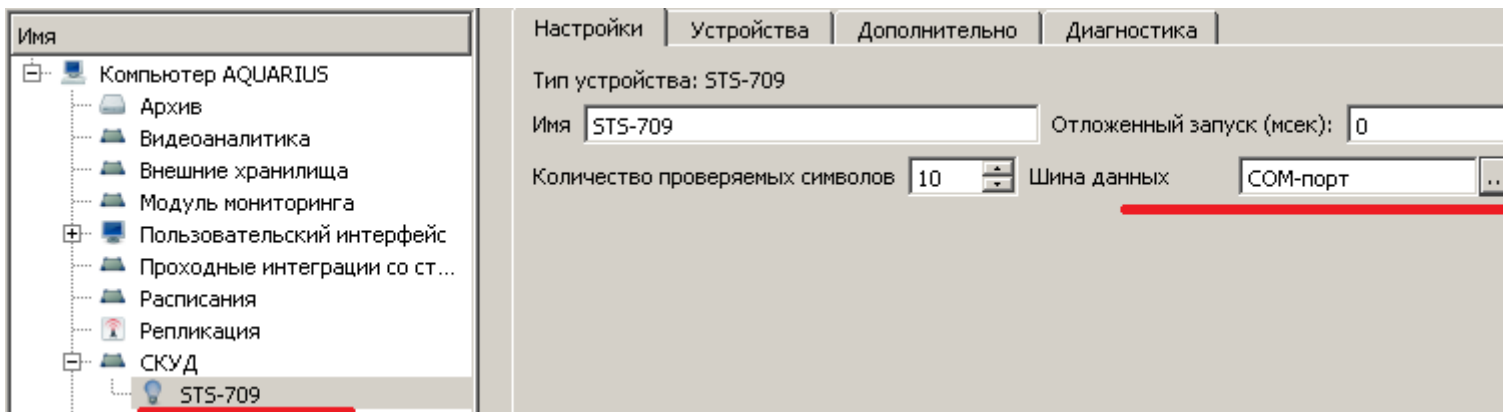 Имя
Компьютер AQUARIUS
Архив
Видеоаналитика
Внешние хранилища
Модуль мониторинга
Пользовательский интерфейс
Проходные интеграции со ст...
Расписания
Репликация
СКУД
STS-709
Настройки Устройства Дополнительно Диагностика
Тип устройства: STS-709
Имя STS-709 Отложенный запуск (мсек): 0
Количество проверяемых символов 10 Шина данных COM-порт ..